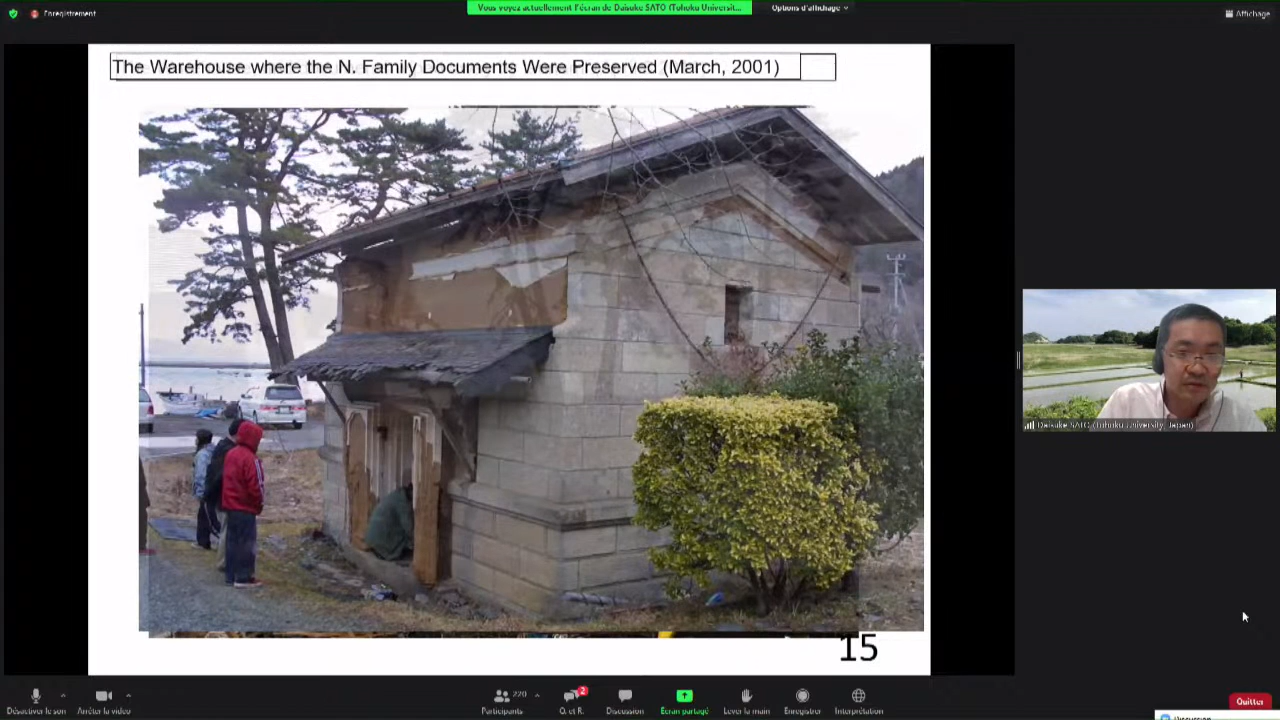 Enregistrement
Vous voyez actuellement l'écran de Daisuke SATO (Tohoku Universit...
Options d'affichage
Affichage
The Warehouse where the N. Family Documents Were Preserved (March, 2001)
Daisuke SATO (Tohoku University, Japan)
15
Désactiver le son
Arrêter la vidéo
220
Participants
2
Q. et R.
Discussion
Écran partagé
Lever la main
Enregistrer
Interprétation
Quitter
Discussion